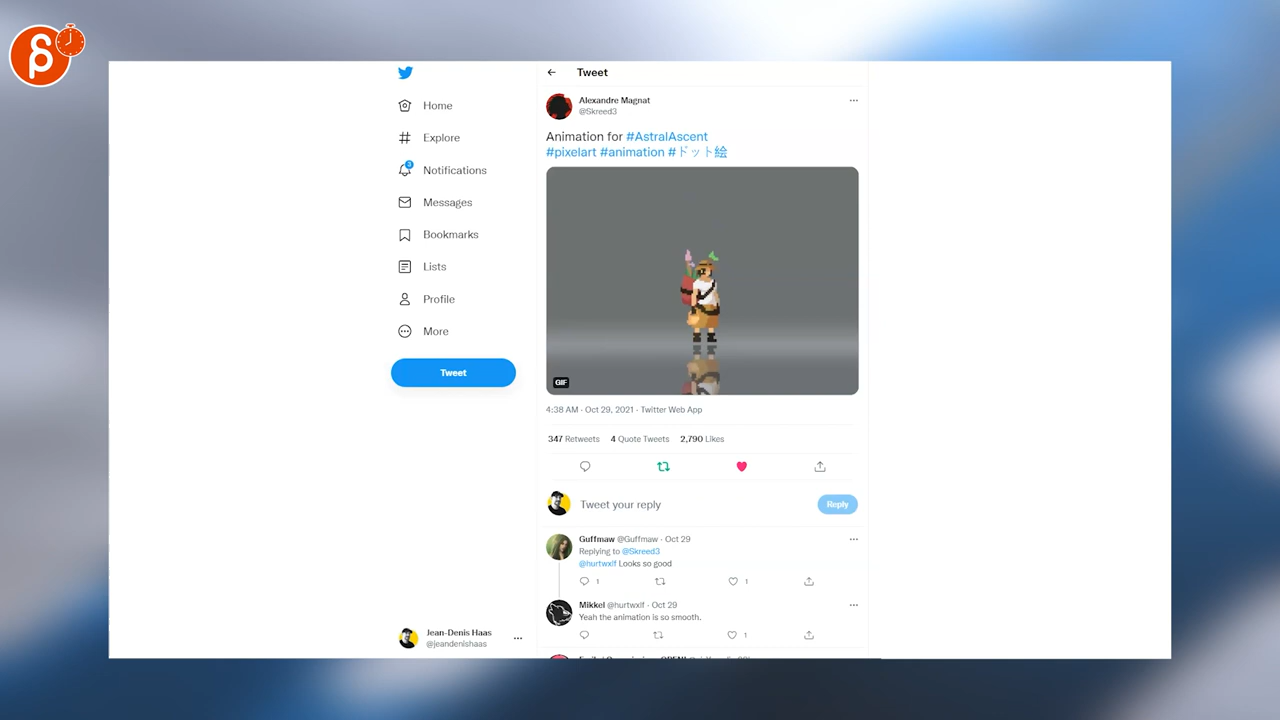 Tweet
Alexandre Magnat
@Skreed3
Animation for #AstralAscent
#pixelart #animation #ドット絵
GIF
4:38 AM · Oct 29, 2021 · Twitter Web App
347 Retweets 4 Quote Tweets 2,790 Likes
Tweet your reply
Reply
Guffmaw @Guffmaw · Oct 29
Replying to @Skreed3
@hurtwxlf Looks so good
1 1
Mikkel @hurtwxlf · Oct 29
Yeah the animation is so smooth.
1
Home
Explore
3
Notifications
Messages
Bookmarks
Lists
Profile
More
Tweet
Jean-Denis Haas
@jeandenishaas